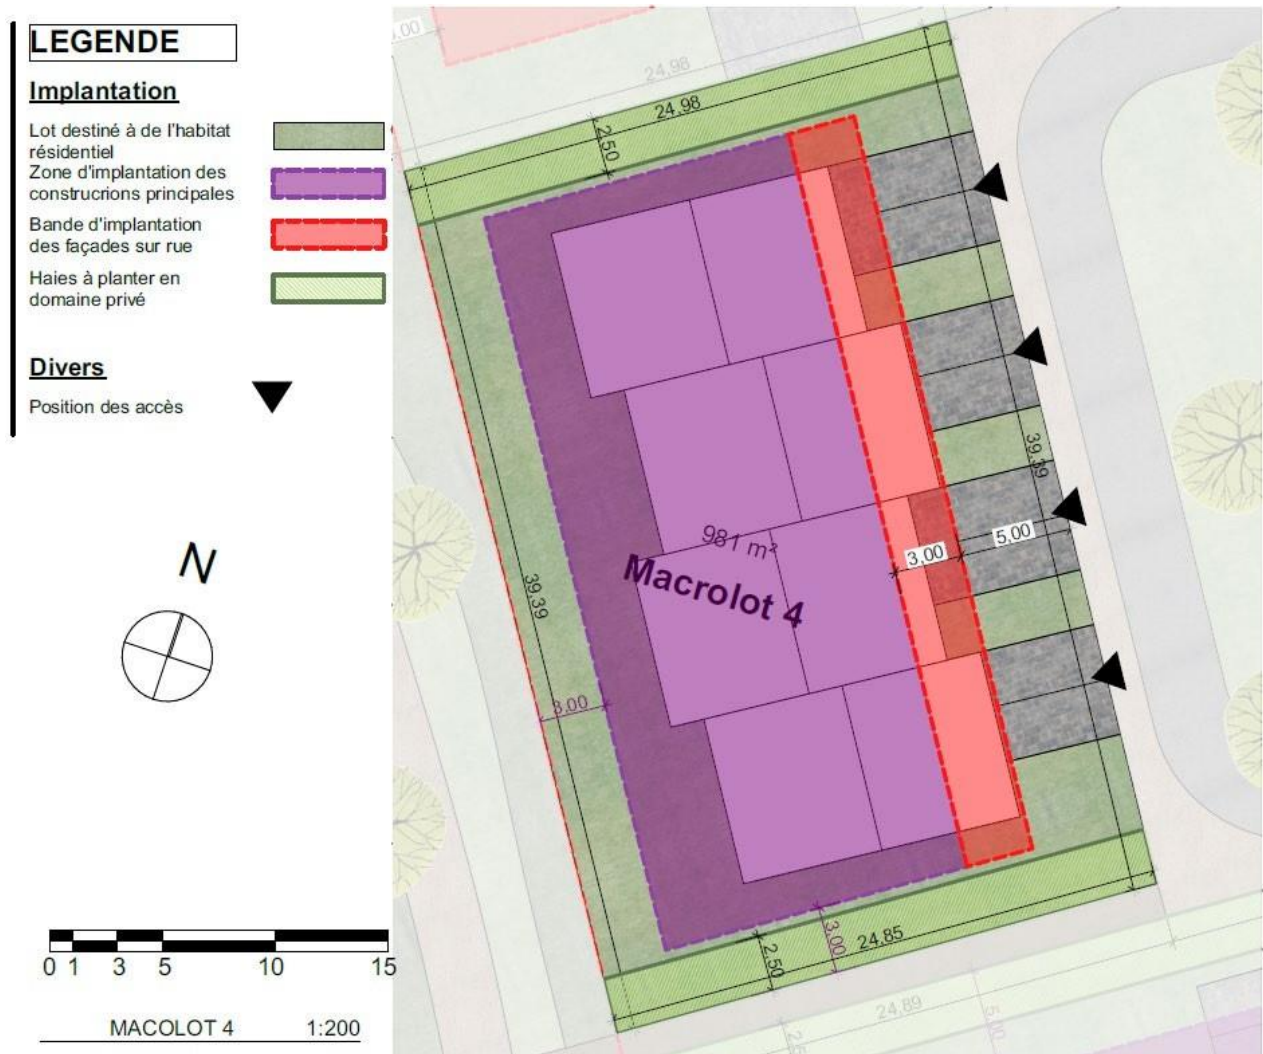 LEGENDE
Implantation
Lot destiné à de l'habitat
résidentiel
Zone d'implantation des
construcrions principales
Bande d'implantation
des façades sur rue
Haies à planter en
domaine privé
Divers
Position des accès
N
0 1 3 5 10 15
MACOLOT 4 1:200
24,98
24,98
2,50
39,39
981 m²
Macrolot 4
3,00
5,00
39,39
3,00
2,50
3,00
24,85
24,89